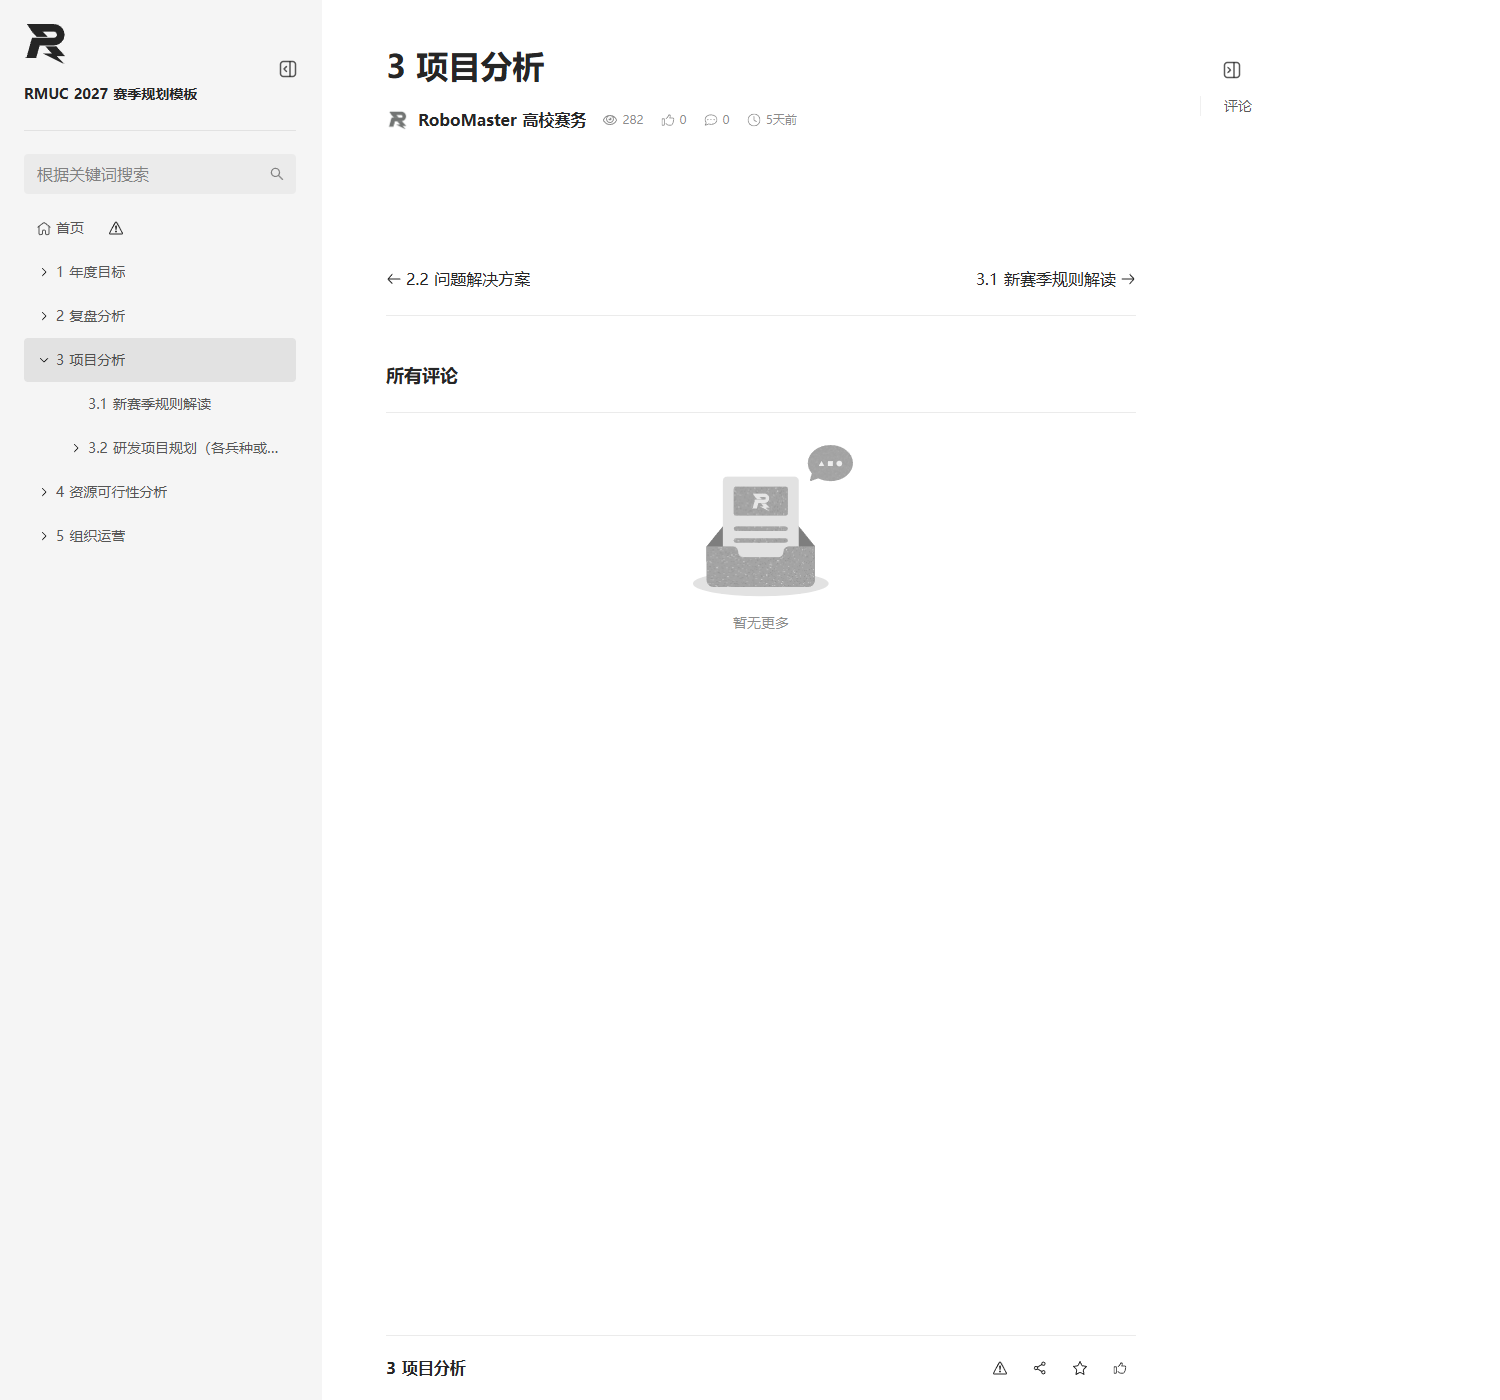 RMUC 2027 赛季规划模板
根据关键词搜索
首页
1 年度目标
2 复盘分析
3 项目分析
3.1 新赛季规则解读
3.2 研发项目规划（各兵种或...
4 资源可行性分析
5 组织运营
3 项目分析
RoboMaster 高校赛务 282 0 0 5天前
← 2.2 问题解决方案
3.1 新赛季规则解读 →
所有评论
暂无更多
3 项目分析
评论